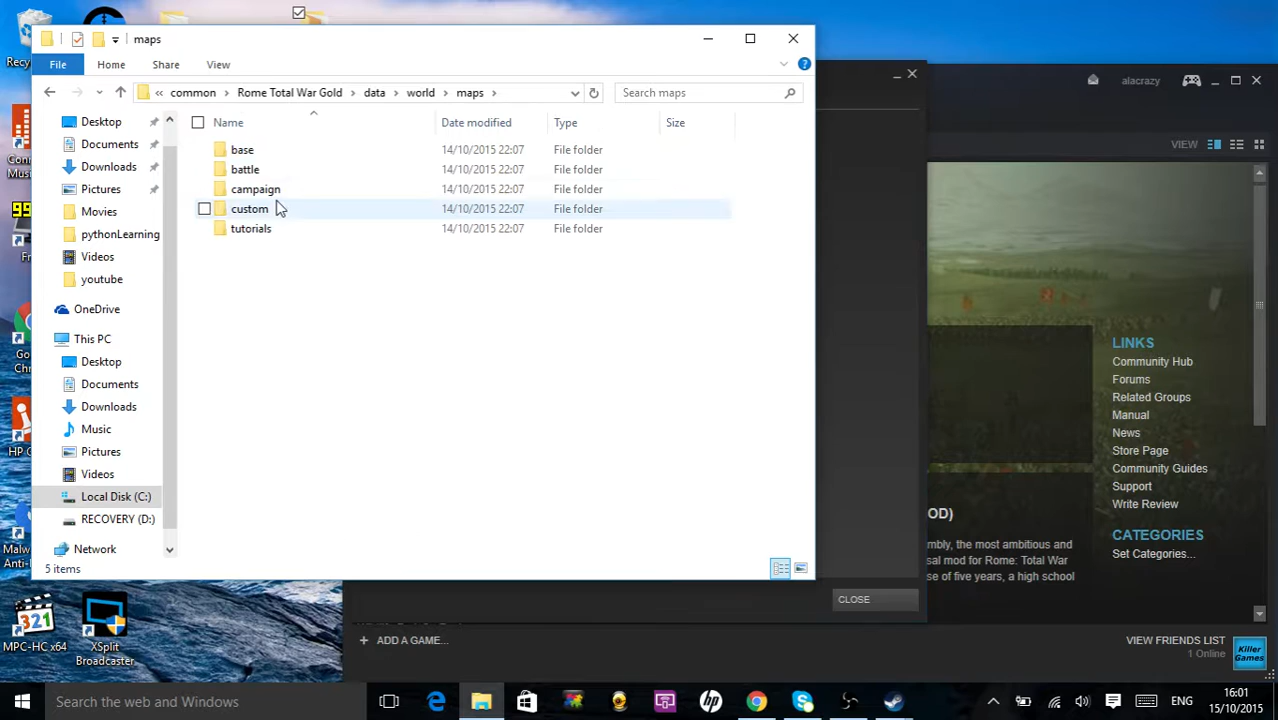 maps
File
Home
Share
View
« common > Rome Total War Gold > data > world > maps >
Search maps
Name
Date modified
Type
Size
base 14/10/2015 22:07 File folder
battle 14/10/2015 22:07 File folder
campaign 14/10/2015 22:07 File folder
custom 14/10/2015 22:07 File folder
tutorials 14/10/2015 22:07 File folder
Desktop
Documents
Downloads
Pictures
Movies
pythonLearning
Videos
youtube
OneDrive
This PC
Desktop
Documents
Downloads
Music
Pictures
Videos
Local Disk (C:)
RECOVERY (D:)
Network
5 items
alacrazy
VIEW
LINKS
Community Hub
Forums
Related Groups
Manual
News
Store Page
Community Guides
Support
Write Review
CATEGORIES
Set Categories...
OD)
mbly, the most ambitious and
sal mod for Rome: Total War
se of five years, a high school
CLOSE
ADD A GAME...
VIEW FRIENDS LIST
1 Online
Killer
Games
MPC-HC x64
XSplit
Broadcaster
Search the web and Windows
ENG
16:01
15/10/2015